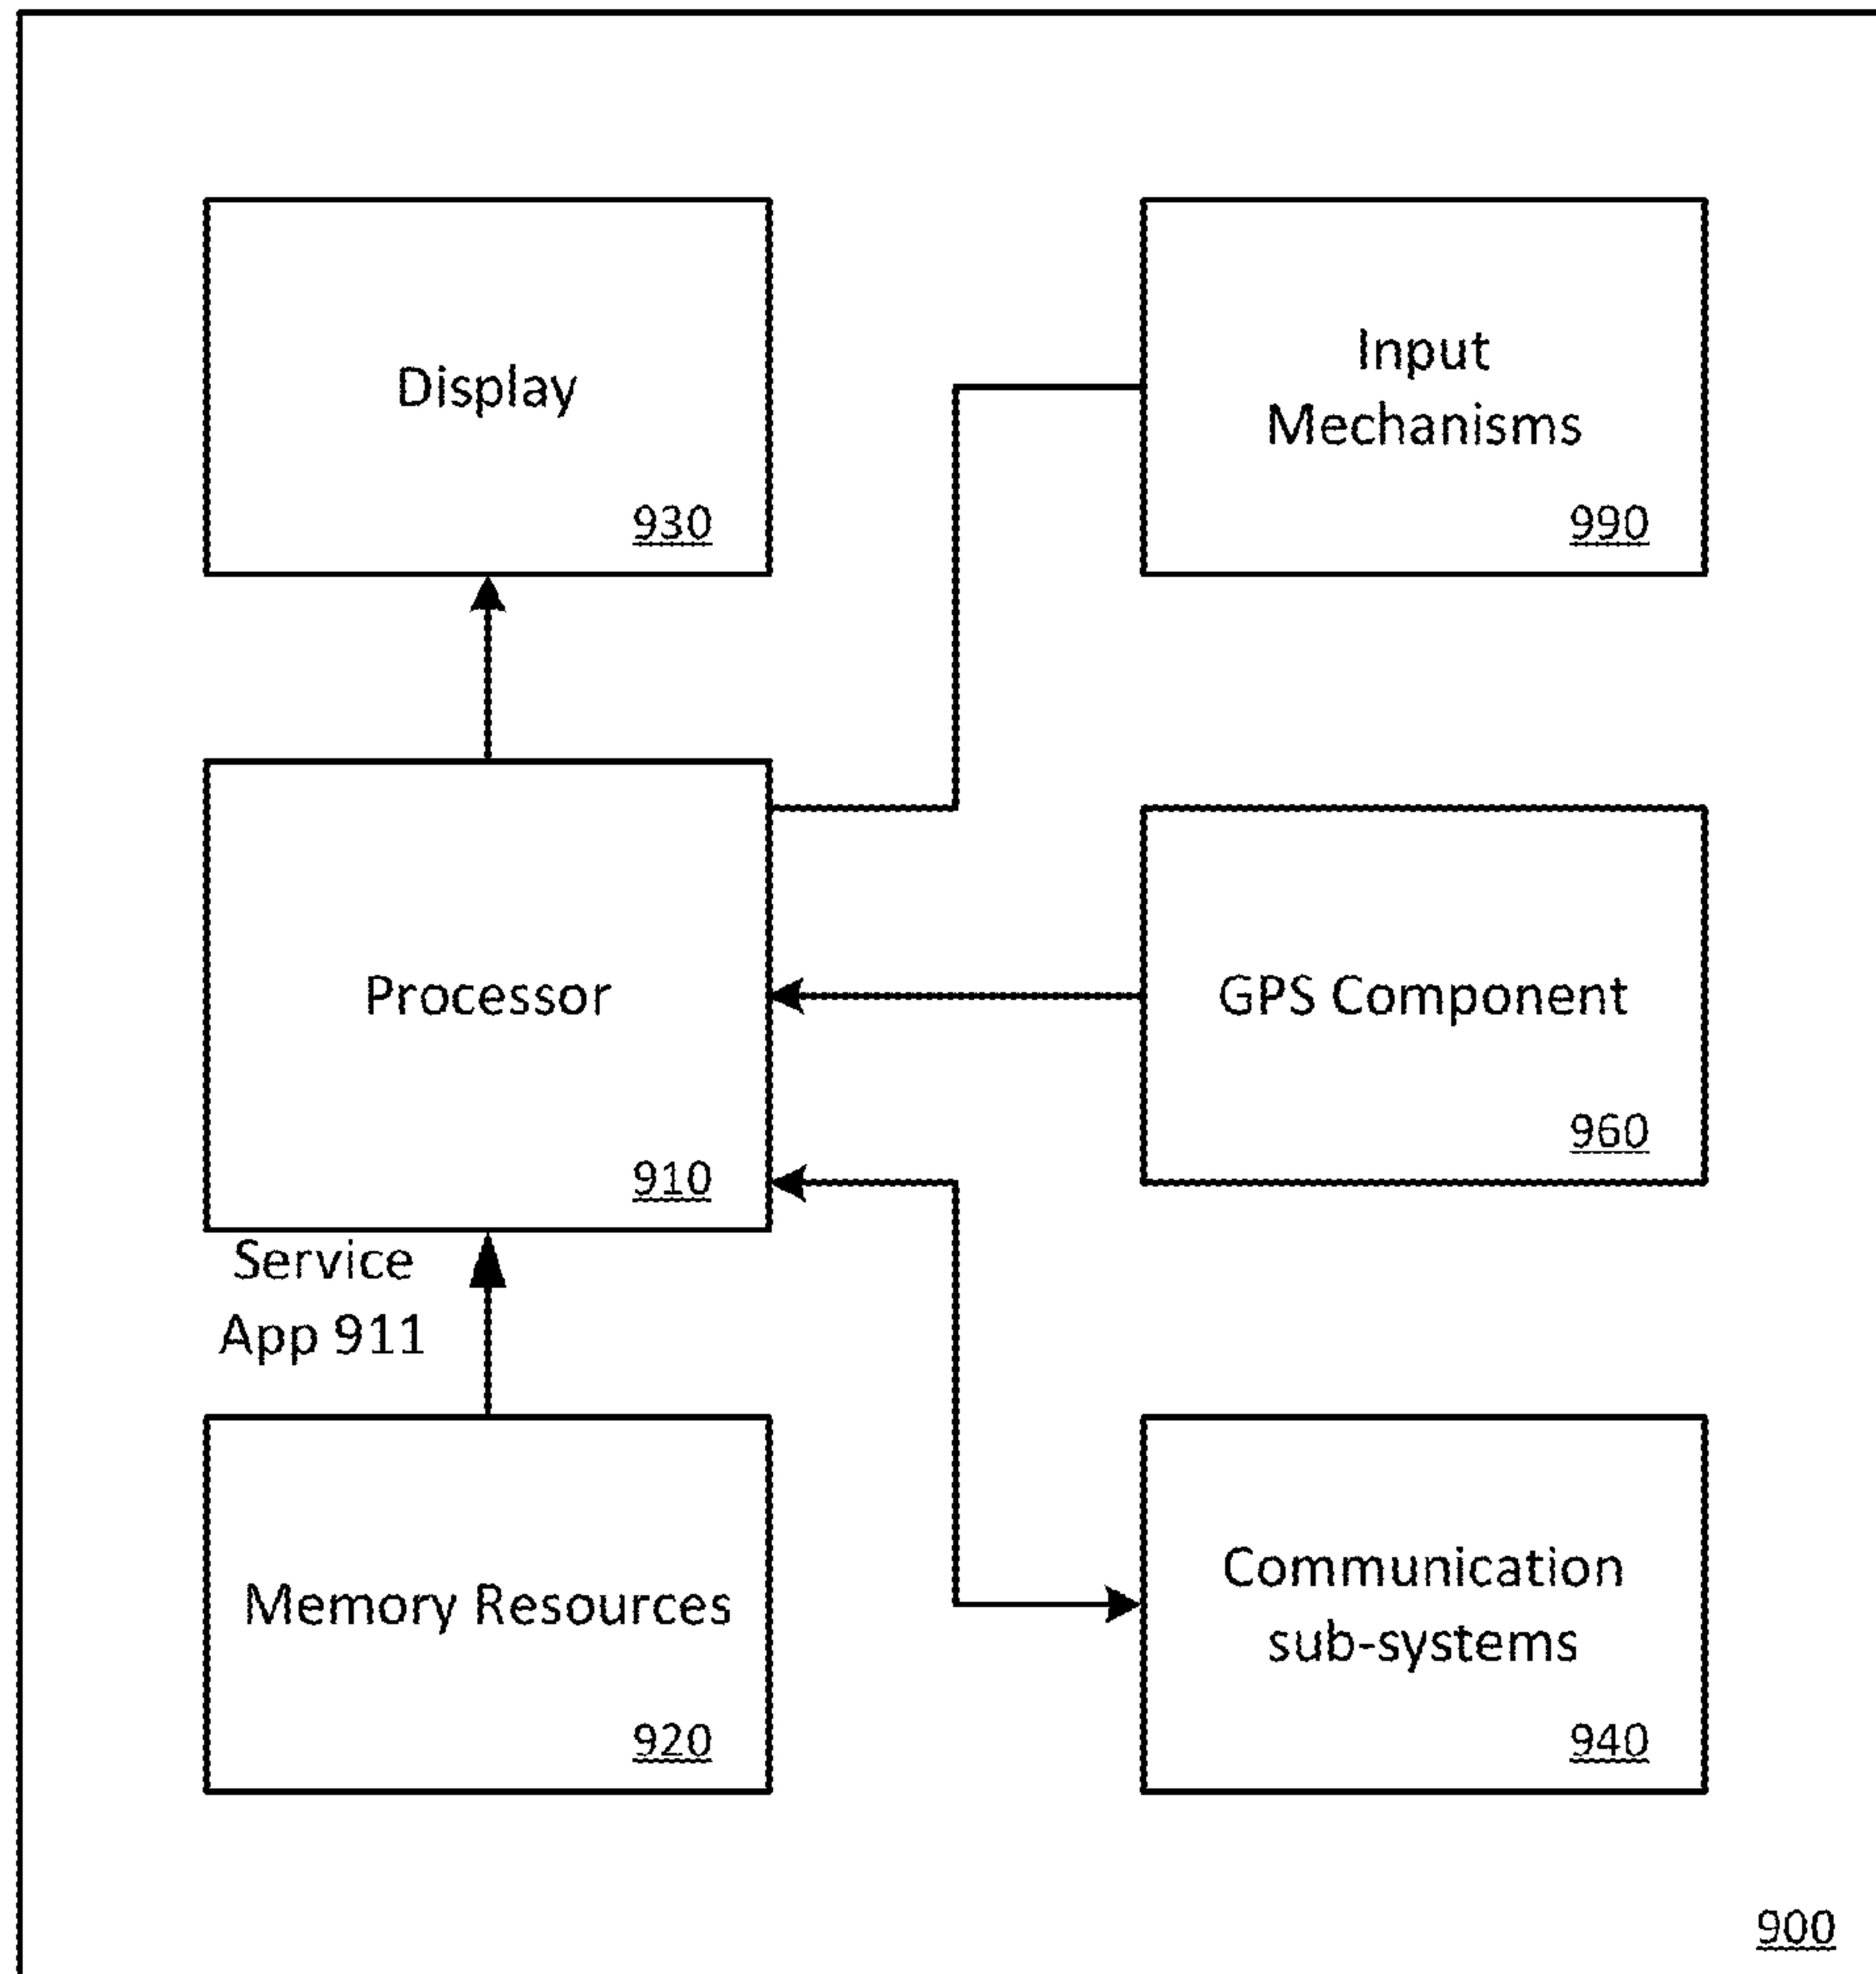 Display
930
Input
Mechanisms
990
Processor
910
GPS Component
960
Service
App 911
Memory Resources
920
Communication
sub-systems
940
900